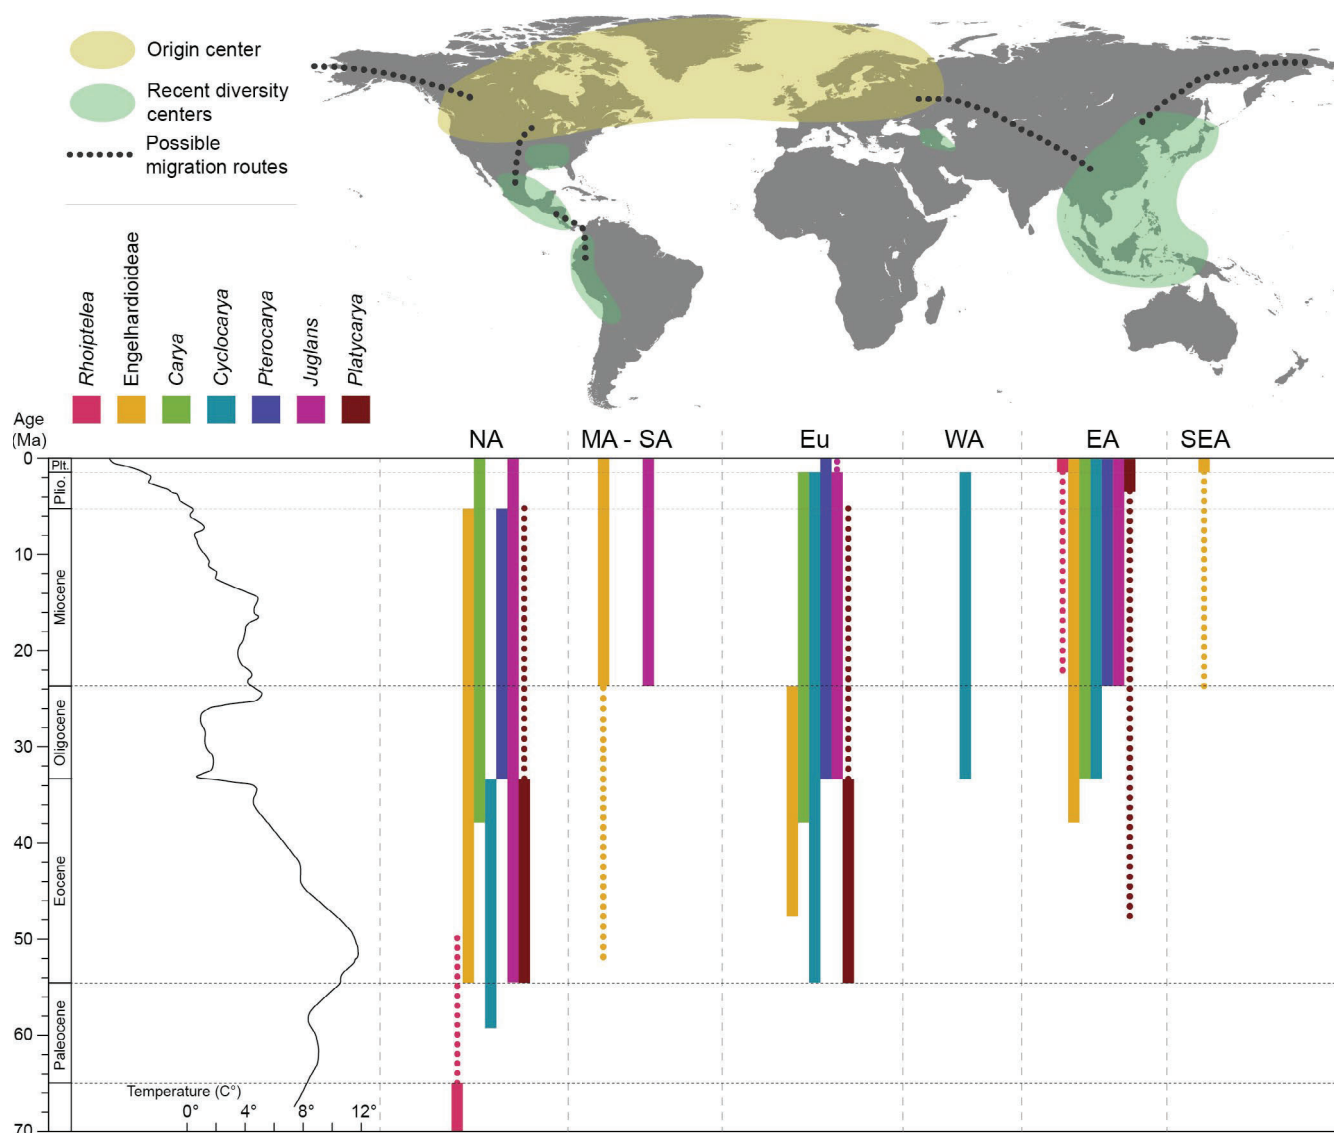 Origin center
Recent diversity
centers
Possible
migration routes
Rhoiptelea
Engelhardioideae
Carya
Cyclocarya
Pterocarya
Juglans
Platycarya
Age
(Ma)
NA
MA - SA
Eu
WA
EA
SEA
0
10
20
30
40
50
60
70
Plt.
Plio.
Miocene
Oligocene
Eocene
Paleocene
Temperature (C°)
0°
4°
8°
12°